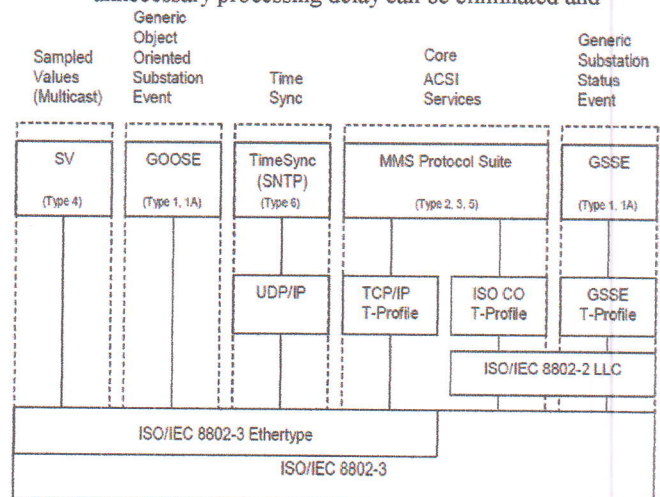 unnecessary processing delay can be eliminated and
Sampled
Values
(Multicast)
Generic
Object
Oriented
Substation
Event
Time
Sync
Core
ACSI
Services
Generic
Substation
Status
Event
SV
(Type 4)
GOOSE
(Type 1, 1A)
TimeSync
(SNTP)
(Type 6)
MMS Protocol Suite
(Type 2, 3, 5)
GSSE
(Type 1, 1A)
UDP/IP
TCP/IP
T-Profile
ISO CO
T-Profile
GSSE
T-Profile
ISO/IEC 8802-2 LLC
ISO/IEC 8802-3 Ethertype
ISO/IEC 8802-3